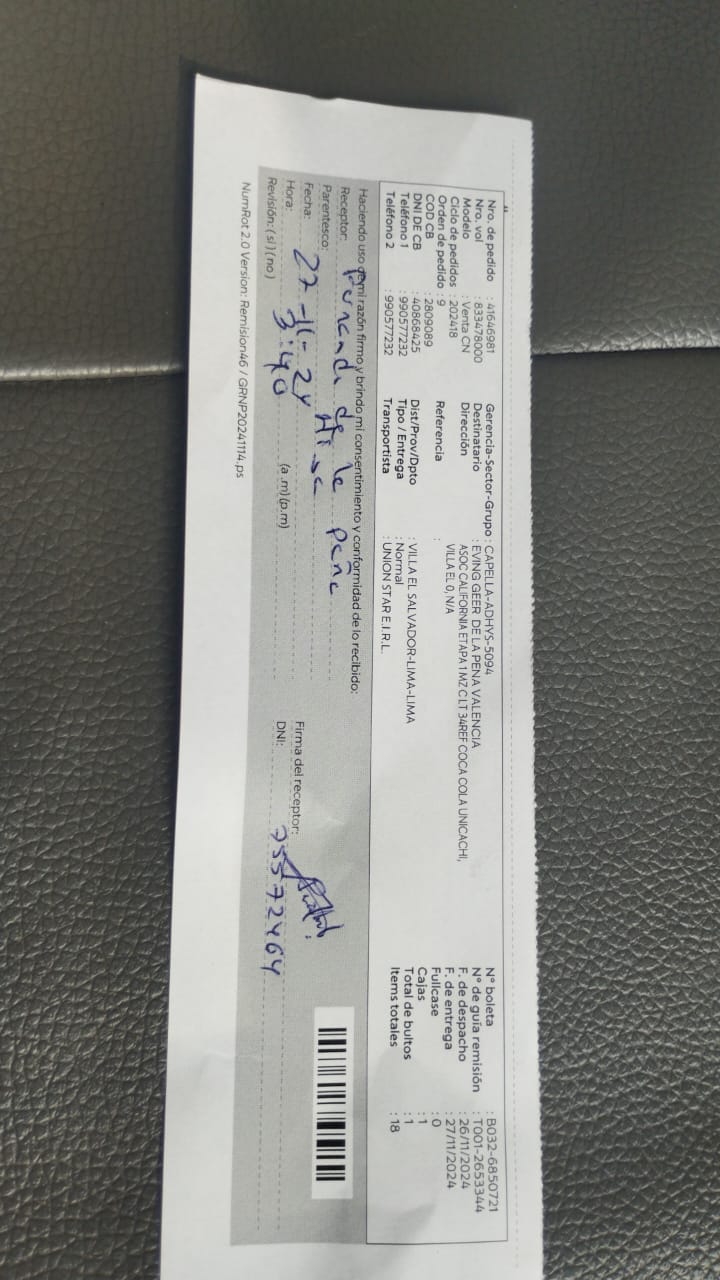 Nro. de pedido : 41646981 Gerencia-Sector-Grupo : CAPELLA-ADHYS-5094 N° boleta : B032-6850721
Nro. vol : 833478000 Destinatario : EVING GEER DE LA PENA VALENCIA N° de guía remisión : T001-2653344
Modelo : Venta CN Dirección ASOC CALIFORNIA ETAPA 1 MZ C LT 34REF COCA COLA UNICACHI, F. de despacho : 26/11/2024
Ciclo de pedidos : 202418 VILLA EL 0, N/A F. de entrega : 27/11/2024
Orden de pedido : 9 Referencia : Fullcase : 0
COD CB : 2809089 Cajas : 1
DNI DE CB : 40868425 Dist/Prov/Dpto : VILLA EL SALVADOR-LIMA-LIMA Total de bultos : 1
Teléfono 1 : 990577232 Tipo / Entrega : Normal Items totales : 18
Teléfono 2 : 990577232 Transportista : UNION STAR E.I.R.L.
Haciendo uso de mi razón firmo y brindo mi consentimiento y conformidad de lo recibido:
Receptor: de la peña
Parentesco:
Fecha: 27-11-24 Firma del receptor:
Hora: 3:40 (a.m)(p.m) DNI: 75572464
Revisión: (si)(no)
NumRot 2.0 Version: Remision46 / GRNP20241114.ps